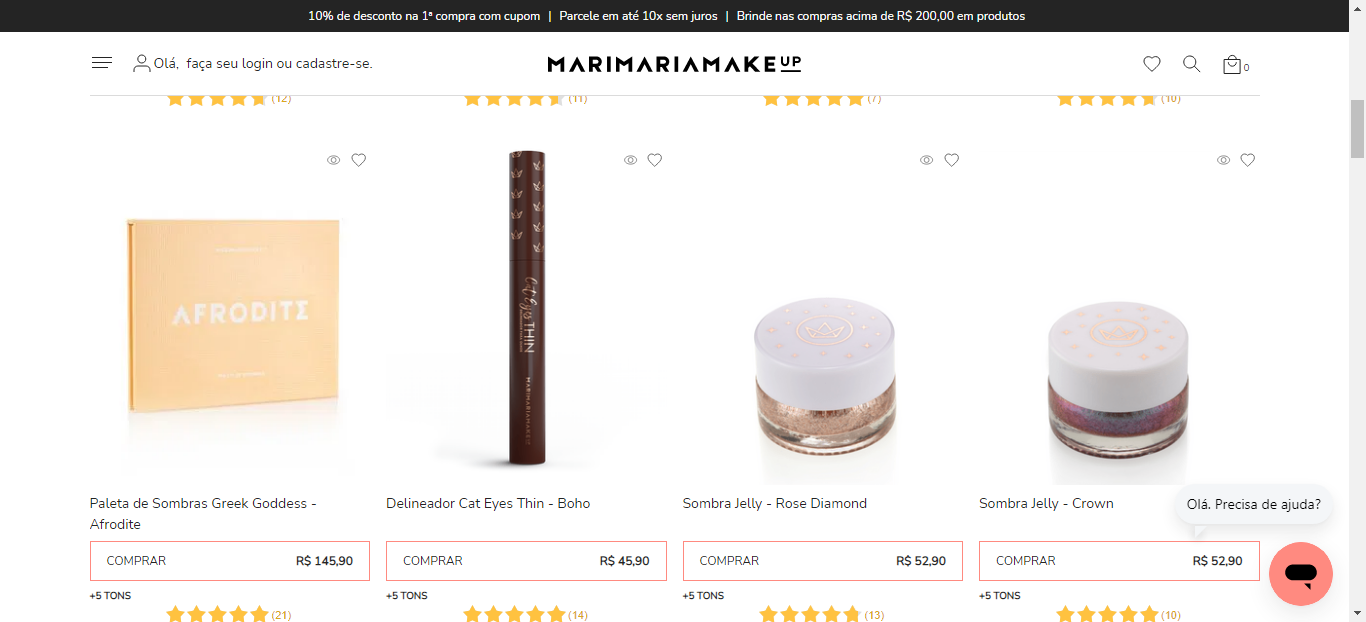 10% de desconto na 1ª compra com cupom | Parcele em até 10x sem juros | Brinde nas compras acima de R$ 200,00 em produtos
Olá, faça seu login ou cadastre-se.
MARIMARIAMAKEUP
0
(12)
(11)
(7)
(10)
AFRODITE
Cat Eyes THIN
MARIMARIAMAKEUP
Paleta de Sombras Greek Goddess - Afrodite
COMPRAR R$ 145,90
+5 TONS
(21)
Delineador Cat Eyes Thin - Boho
COMPRAR R$ 45,90
+5 TONS
(14)
Sombra Jelly - Rose Diamond
COMPRAR R$ 52,90
+5 TONS
(13)
Sombra Jelly - Crown
COMPRAR R$ 52,90
+5 TONS
(10)
Olá. Precisa de ajuda?